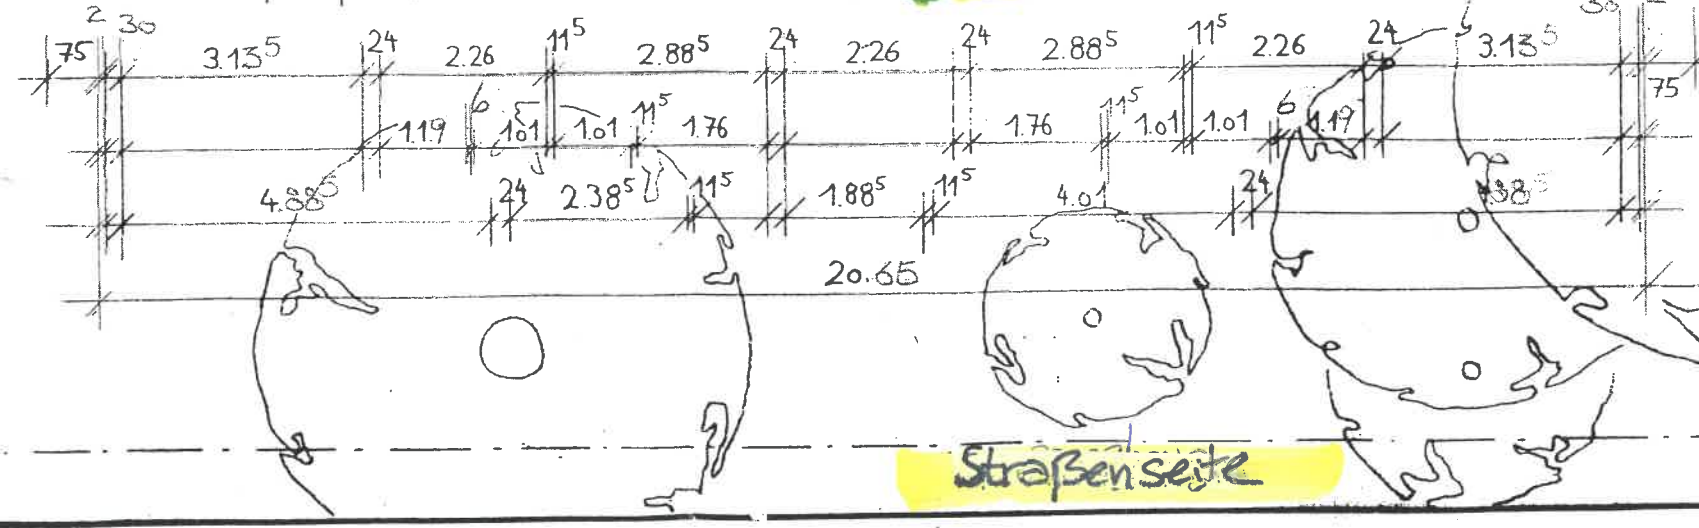 2 30 30
75 3.13⁵ 24 2.26 11⁵ 2.88⁵ 24 2.26 24 2.88⁵ 11⁵ 2.26 24 3.13⁵ 75
1.19 6 1.01 1.01 11⁵ 1.76 1.76 11⁵ 1.01 1.01 6 1.19
4.88⁵ 24 2.38⁵ 11⁵ 1.88⁵ 11⁵ 4.01 24
20.65
Straßenseite